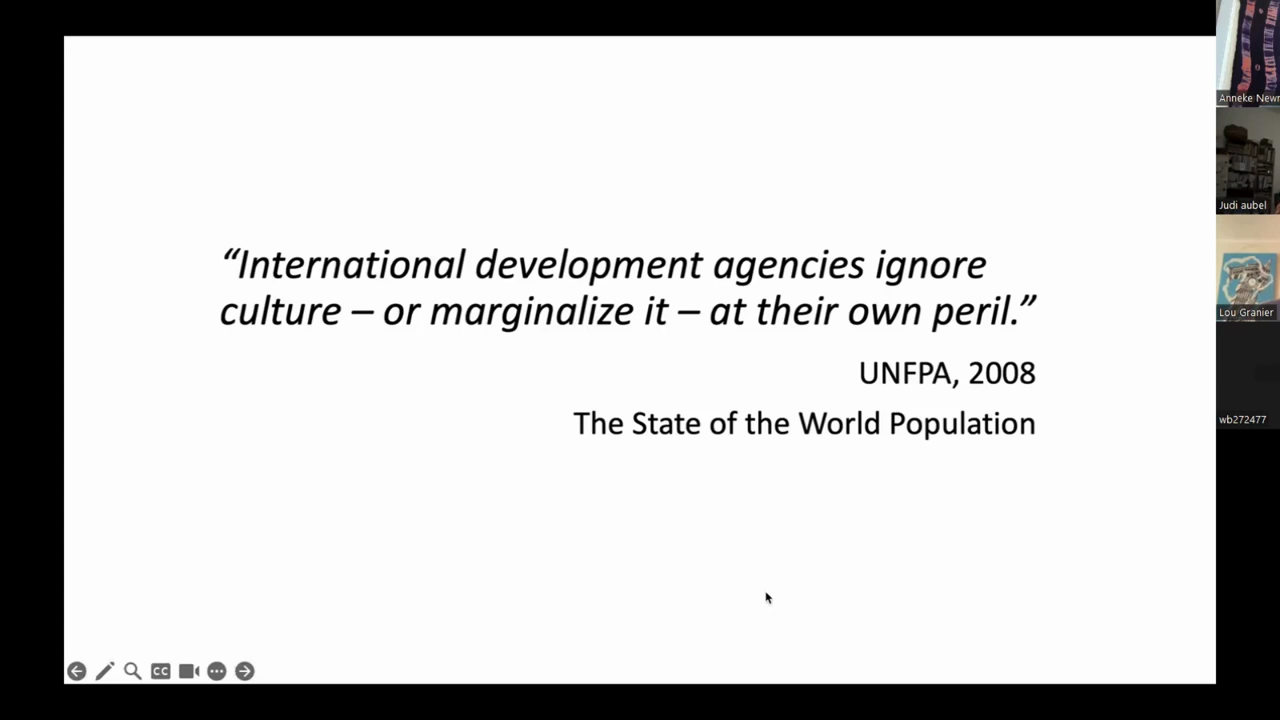 “International development agencies ignore
culture – or marginalize it – at their own peril.”
UNFPA, 2008
The State of the World Population
CC
Anneke Newm
Judi aubel
Lou Granier
wb272477